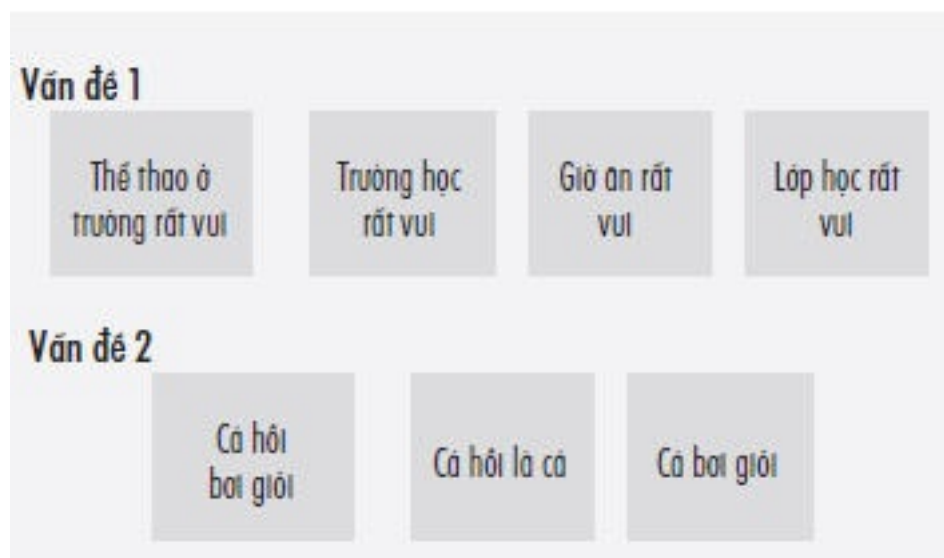 Vấn đề 1
Thể thao ở
trường rất vui
Trường học
rất vui
Giờ ăn rất
vui
Lớp học rất
vui
Vấn đề 2
Cá hồi
bơi giỏi
Cá hồi là cá
Cá bơi giỏi